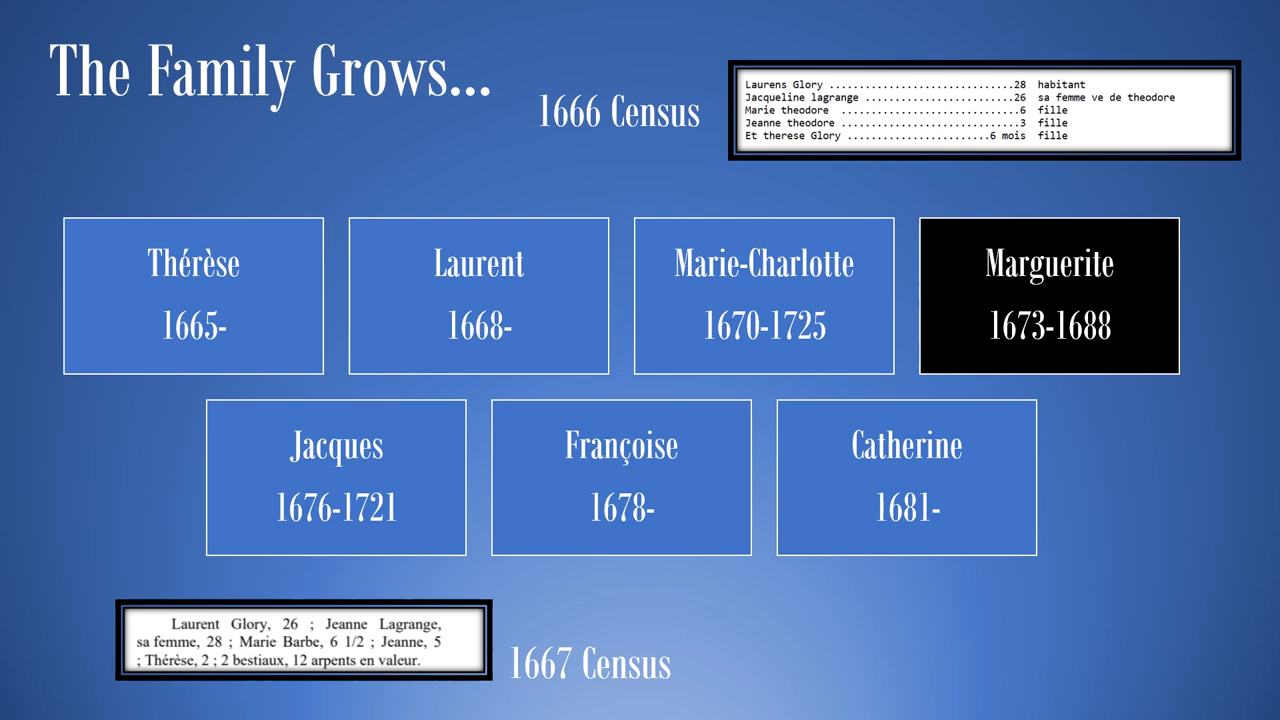 The Family Grows...
1666 Census
Laurens Glory ...............................28 habitant
Jacqueline lagrange .........................26 sa femme ve de theodore
Marie theodore .............................6 fille
Jeanne theodore .............................3 fille
Et therese Glory ........................6 mois fille
Thérèse
1665-
Laurent
1668-
Marie-Charlotte
1670-1725
Marguerite
1673-1688
Jacques
1676-1721
Françoise
1678-
Catherine
1681-
Laurent Glory, 26 ; Jeanne Lagrange,
sa femme, 28 ; Marie Barbe, 6 1/2 ; Jeanne, 5
; Thérèse, 2 ; 2 bestiaux, 12 arpents en valeur.
1667 Census